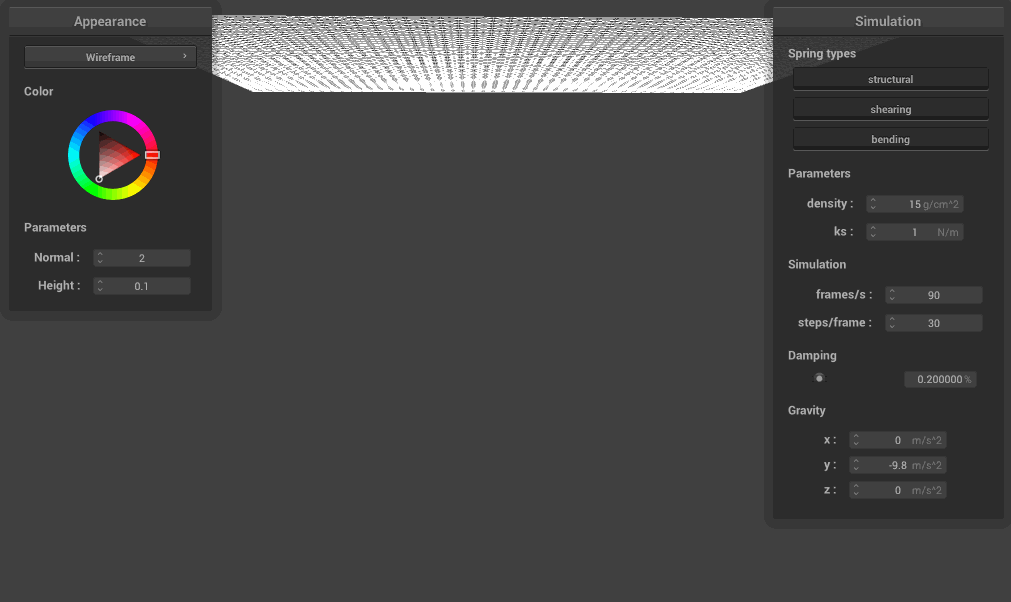 Appearance
Wireframe
Color
Parameters
Normal : 2
Height : 0.1
Simulation
Spring types
structural
shearing
bending
Parameters
density : 15 g/cm^2
ks : 1 N/m
Simulation
frames/s : 90
steps/frame : 30
Damping
0.200000 %
Gravity
x : 0 m/s^2
y : -9.8 m/s^2
z : 0 m/s^2